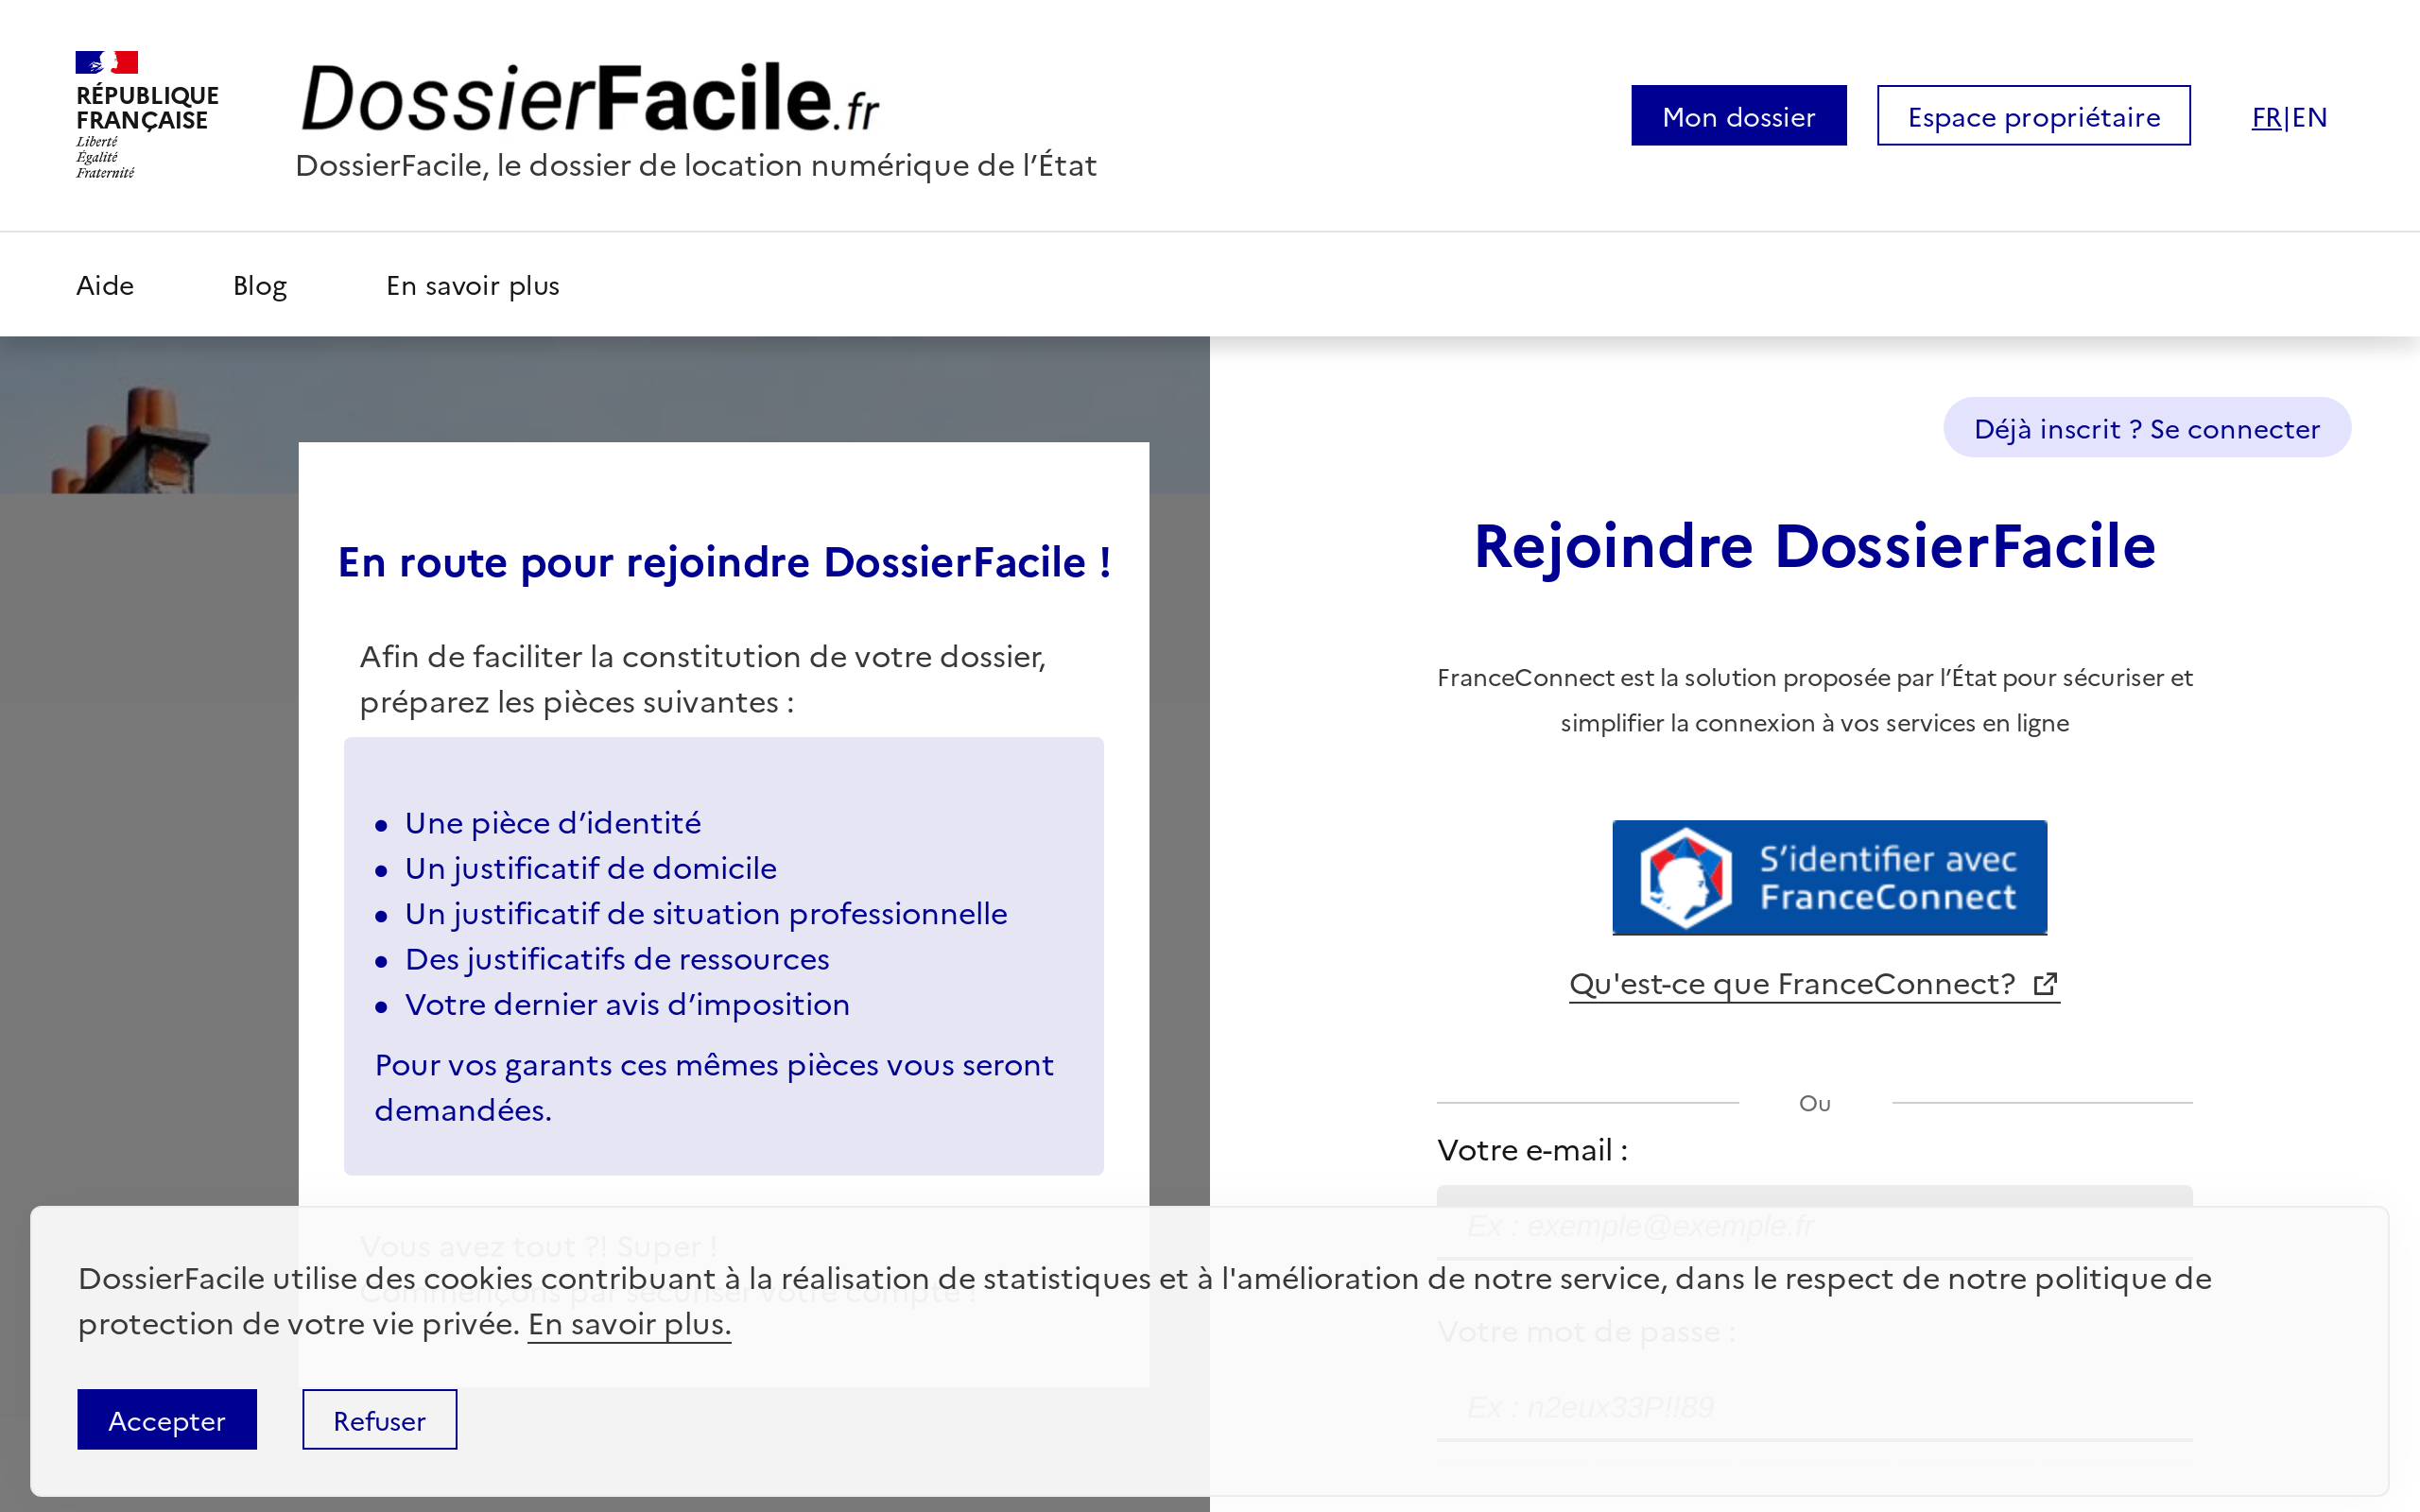 RÉPUBLIQUE
FRANÇAISE
Liberté
Égalité
Fraternité
DossierFacile.fr
DossierFacile, le dossier de location numérique de l’État
Mon dossier
Espace propriétaire
FR|EN
Aide
Blog
En savoir plus
En route pour rejoindre DossierFacile !
Afin de faciliter la constitution de votre dossier,
préparez les pièces suivantes :
• Une pièce d’identité
• Un justificatif de domicile
• Un justificatif de situation professionnelle
• Des justificatifs de ressources
• Votre dernier avis d’imposition
Pour vos garants ces mêmes pièces vous seront
demandées.
Vous avez tout ?! Super !
Commençons par sécuriser votre compte !
Déjà inscrit ? Se connecter
Rejoindre DossierFacile
FranceConnect est la solution proposée par l’État pour sécuriser et
simplifier la connexion à vos services en ligne
S’identifier avec
FranceConnect
Qu'est-ce que FranceConnect?
Ou
Votre e-mail :
Ex : exemple@exemple.fr
Votre mot de passe :
Ex : n2eux33P!!89
DossierFacile utilise des cookies contribuant à la réalisation de statistiques et à l'amélioration de notre service, dans le respect de notre politique de
protection de votre vie privée. En savoir plus.
Accepter
Refuser